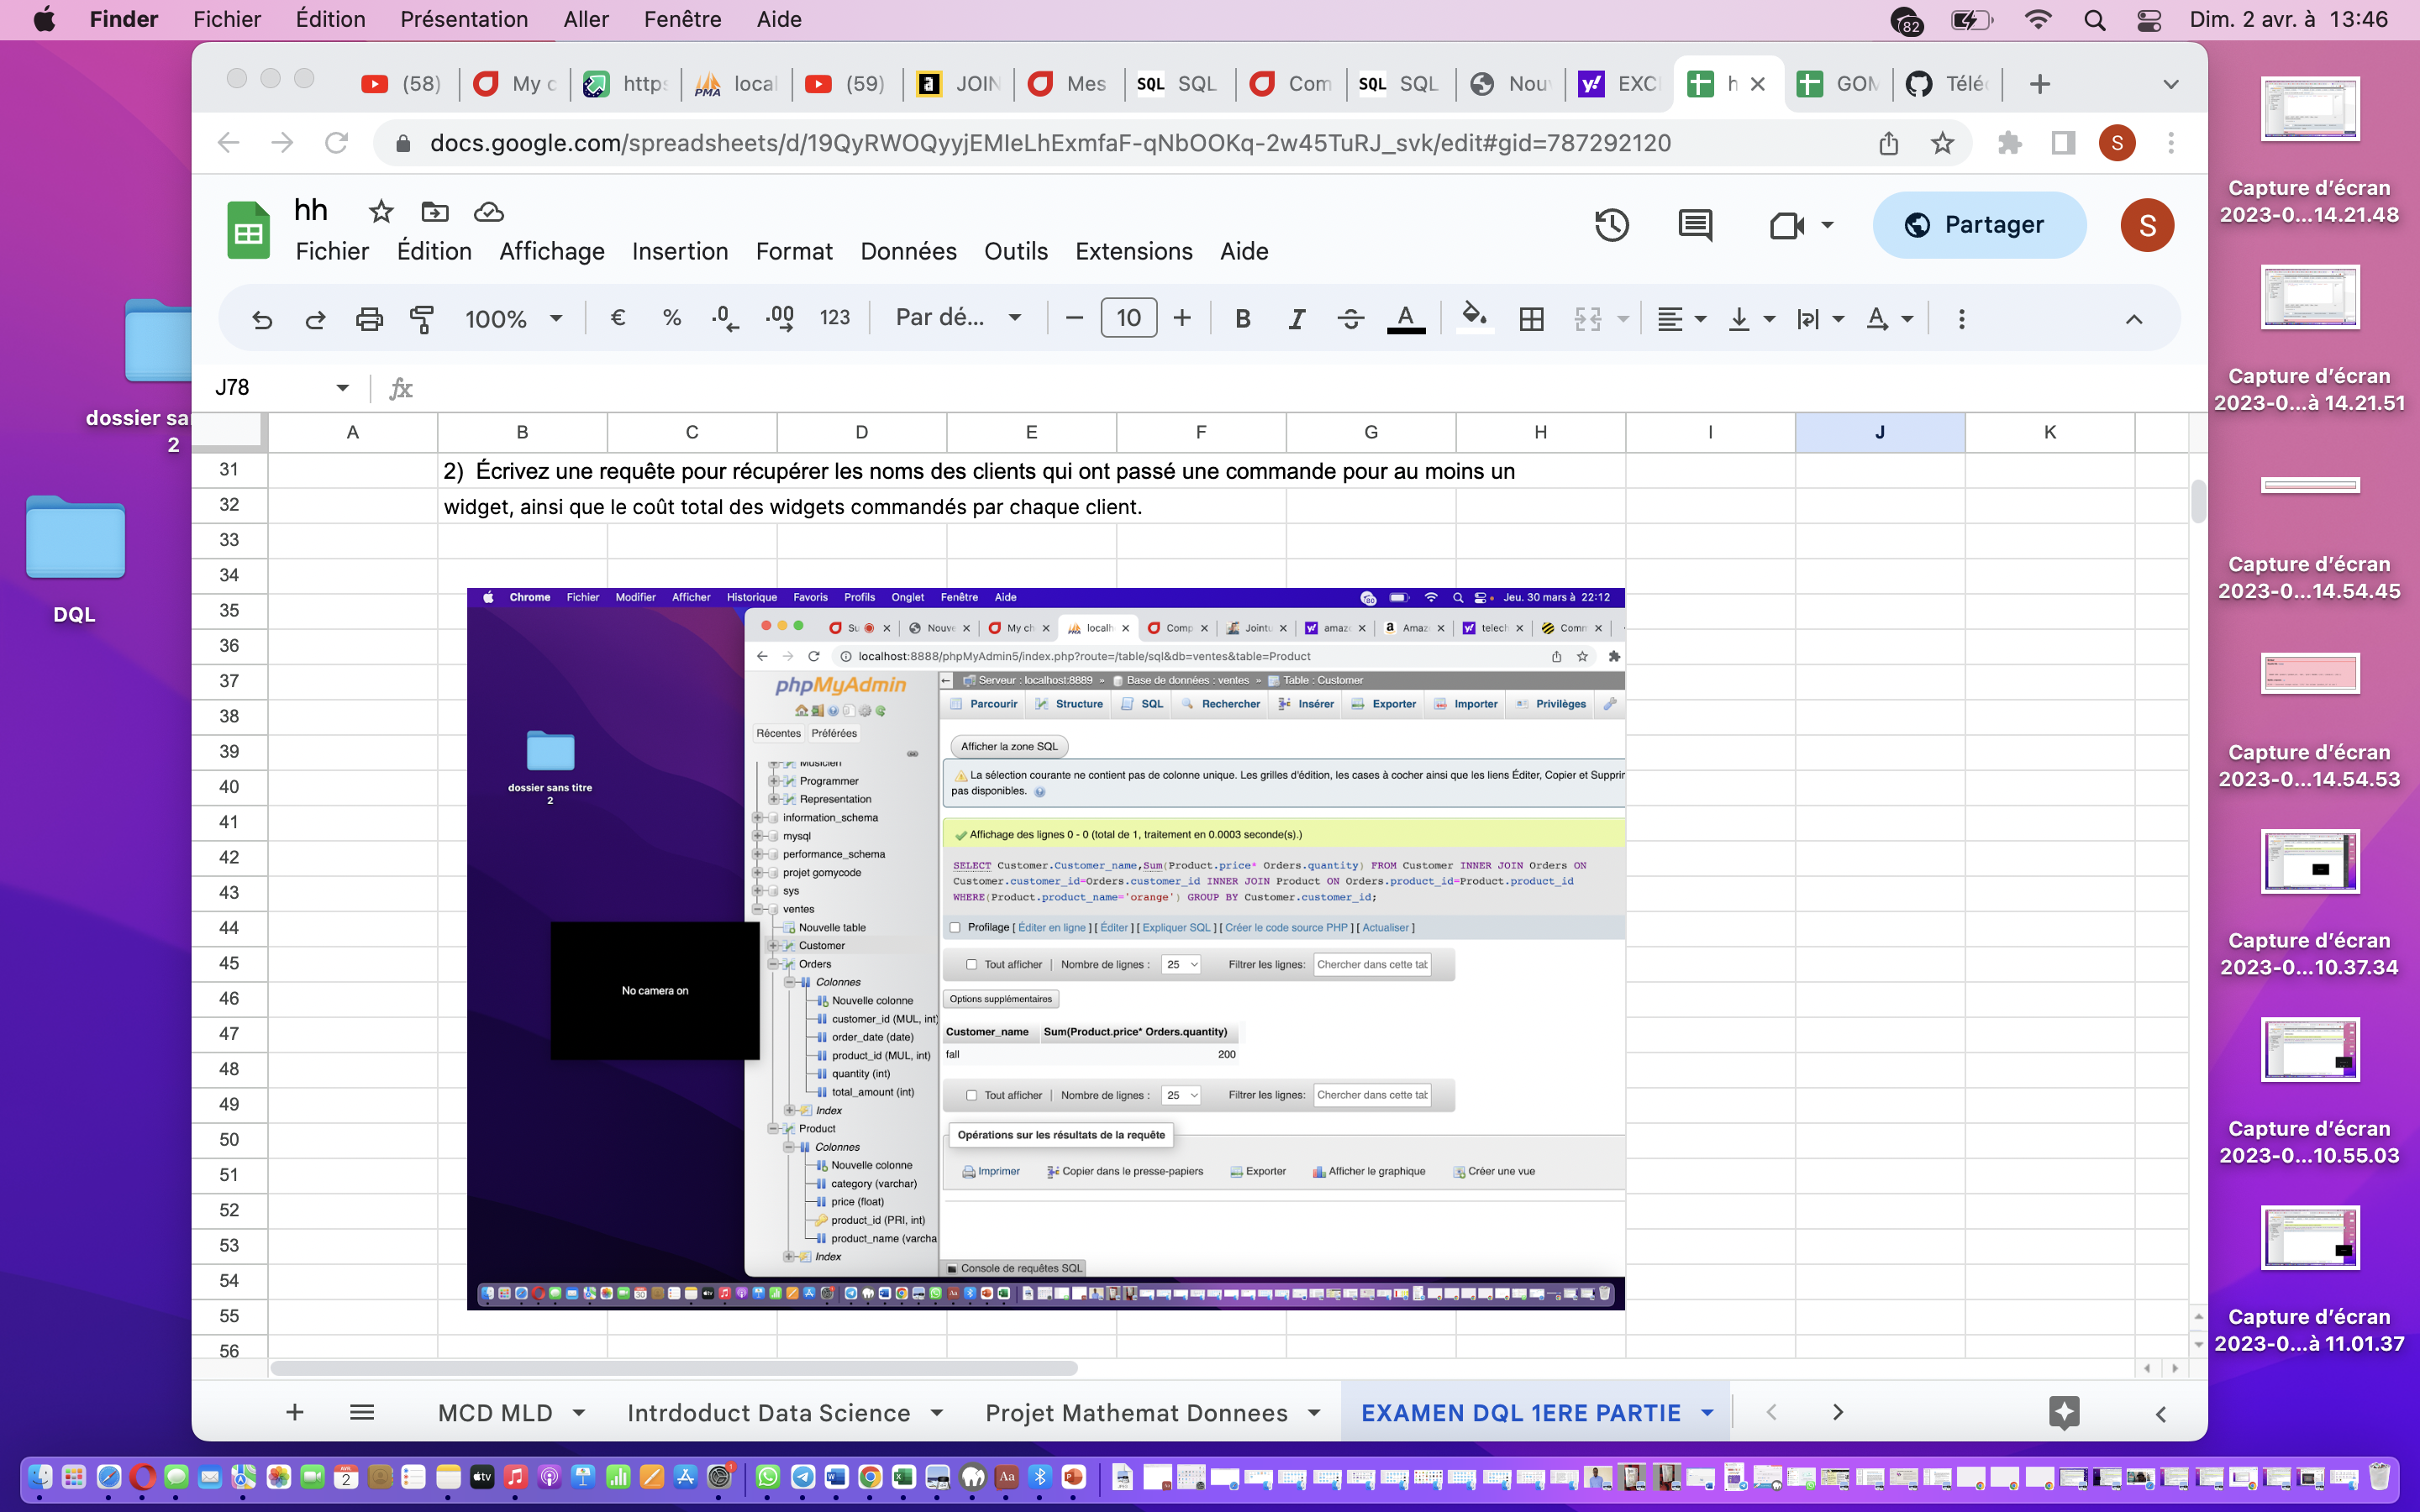 Finder Fichier Édition Présentation Aller Fenêtre Aide 82 Dim. 2 avr. à 13:46
(58) My c https local PMA (59) a JOIN Mes SQL SQL Com SQL SQL Nouv y! EXC h GOM Téléc
docs.google.com/spreadsheets/d/19QyRWOQyyjEMIeLhExmfaF-qNbOOKq-2w45TuRJ_svk/edit#gid=787292120 S
hh
Fichier Édition Affichage Insertion Format Données Outils Extensions Aide Partager S
100% € % .0 .00 123 Par dé... 10 B I A
J78 fx
A B C D E F G H I J K
31 2) Écrivez une requête pour récupérer les noms des clients qui ont passé une commande pour au moins un
32 widget, ainsi que le coût total des widgets commandés par chaque client.
33
34
35
36
37
38
39
40
41
42
43
44
45
46
47
48
49
50
51
52
53
54
55
56
Chrome Fichier Modifier Afficher Historique Favoris Profils Onglet Fenêtre Aide Jeu. 30 mars à 22:12
Su Nouve My ch localh Comp Jointu amaz Amaz telech Comm
localhost:8888/phpMyAdmin5/index.php?route=/table/sql&db=ventes&table=Product
phpMyAdmin
Récentes Préférées
Musicien
Programmer
Representation
information_schema
mysql
performance_schema
projet gomycode
sys
ventes
Nouvelle table
Customer
Orders
Colonnes
Nouvelle colonne
customer_id (MUL, int)
order_date (date)
product_id (MUL, int)
quantity (int)
total_amount (int)
Index
Product
Colonnes
Nouvelle colonne
category (varchar)
price (float)
product_id (PRI, int)
product_name (varcha
Index
dossier sans titre
2
No camera on
Serveur : localhost:8889 » Base de données : ventes » Table : Customer
Parcourir Structure SQL Rechercher Insérer Exporter Importer Privilèges
Afficher la zone SQL
La sélection courante ne contient pas de colonne unique. Les grilles d'édition, les cases à cocher ainsi que les liens Éditer, Copier et Supprin
pas disponibles.
Affichage des lignes 0 - 0 (total de 1, traitement en 0.0003 seconde(s).)
SELECT Customer.Customer_name,Sum(Product.price* Orders.quantity) FROM Customer INNER JOIN Orders ON
Customer.customer_id=Orders.customer_id INNER JOIN Product ON Orders.product_id=Product.product_id
WHERE(Product.product_name='orange') GROUP BY Customer.customer_id;
Profilage [ Éditer en ligne ] [ Éditer ] [ Expliquer SQL ] [ Créer le code source PHP ] [ Actualiser ]
Tout afficher | Nombre de lignes : 25 Filtrer les lignes: Chercher dans cette tab
Options supplémentaires
Customer_name Sum(Product.price* Orders.quantity)
fall 200
Tout afficher | Nombre de lignes : 25 Filtrer les lignes: Chercher dans cette tab
Opérations sur les résultats de la requête
Imprimer Copier dans le presse-papiers Exporter Afficher le graphique Créer une vue
Console de requêtes SQL
MCD MLD Intrdoduct Data Science Projet Mathemat Donnees EXAMEN DQL 1ERE PARTIE
dossier sa
2
DQL
Capture d'écran
2023-0...14.21.48
Capture d'écran
2023-0...à 14.21.51
Capture d'écran
2023-0...14.54.45
Capture d'écran
2023-0...14.54.53
Capture d'écran
2023-0...10.37.34
Capture d'écran
2023-0...10.55.03
Capture d'écran
2023-0...à 11.01.37